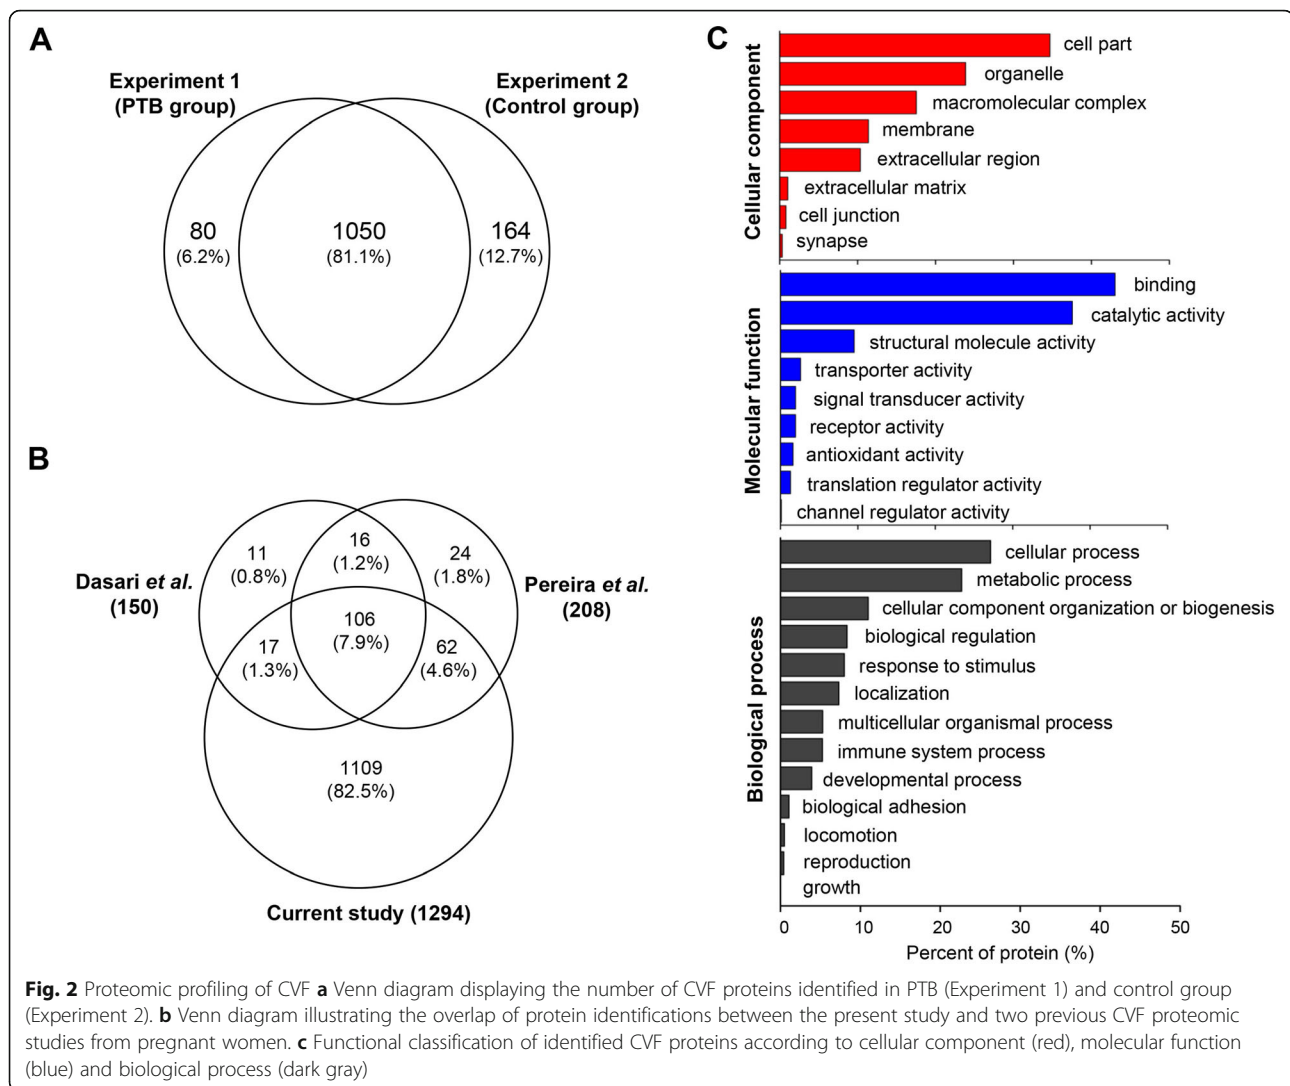 A
Experiment 1
(PTB group)
Experiment 2
(Control group)
80
(6.2%)
1050
(81.1%)
164
(12.7%)
B
Dasari et al.
(150)
Pereira et al.
(208)
11
(0.8%)
16
(1.2%)
24
(1.8%)
106
(7.9%)
17
(1.3%)
62
(4.6%)
1109
(82.5%)
Current study (1294)
C
Cellular component
cell part
organelle
macromolecular complex
membrane
extracellular region
extracellular matrix
cell junction
synapse
Molecular function
binding
catalytic activity
structural molecule activity
transporter activity
signal transducer activity
receptor activity
antioxidant activity
translation regulator activity
channel regulator activity
Biological process
cellular process
metabolic process
cellular component organization or biogenesis
biological regulation
response to stimulus
localization
multicellular organismal process
immune system process
developmental process
biological adhesion
locomotion
reproduction
growth
0 10 20 30 40 50
Percent of protein (%)
Fig. 2 Proteomic profiling of CVF a Venn diagram displaying the number of CVF proteins identified in PTB (Experiment 1) and control group
(Experiment 2). b Venn diagram illustrating the overlap of protein identifications between the present study and two previous CVF proteomic
studies from pregnant women. c Functional classification of identified CVF proteins according to cellular component (red), molecular function
(blue) and biological process (dark gray)